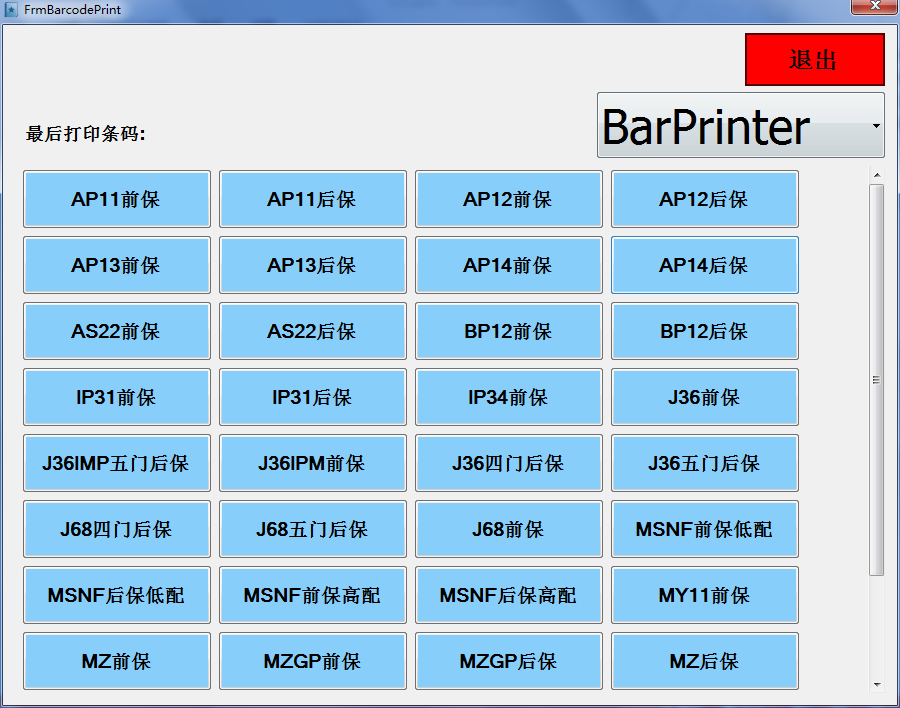 FrmBarcodePrint
退出
BarPrinter
最后打印条码:
AP11前保 AP11后保 AP12前保 AP12后保
AP13前保 AP13后保 AP14前保 AP14后保
AS22前保 AS22后保 BP12前保 BP12后保
IP31前保 IP31后保 IP34前保 J36前保
J36IMP五门后保 J36IPM前保 J36四门后保 J36五门后保
J68四门后保 J68五门后保 J68前保 MSNF前保低配
MSNF后保低配 MSNF前保高配 MSNF后保高配 MY11前保
MZ前保 MZGP前保 MZGP后保 MZ后保